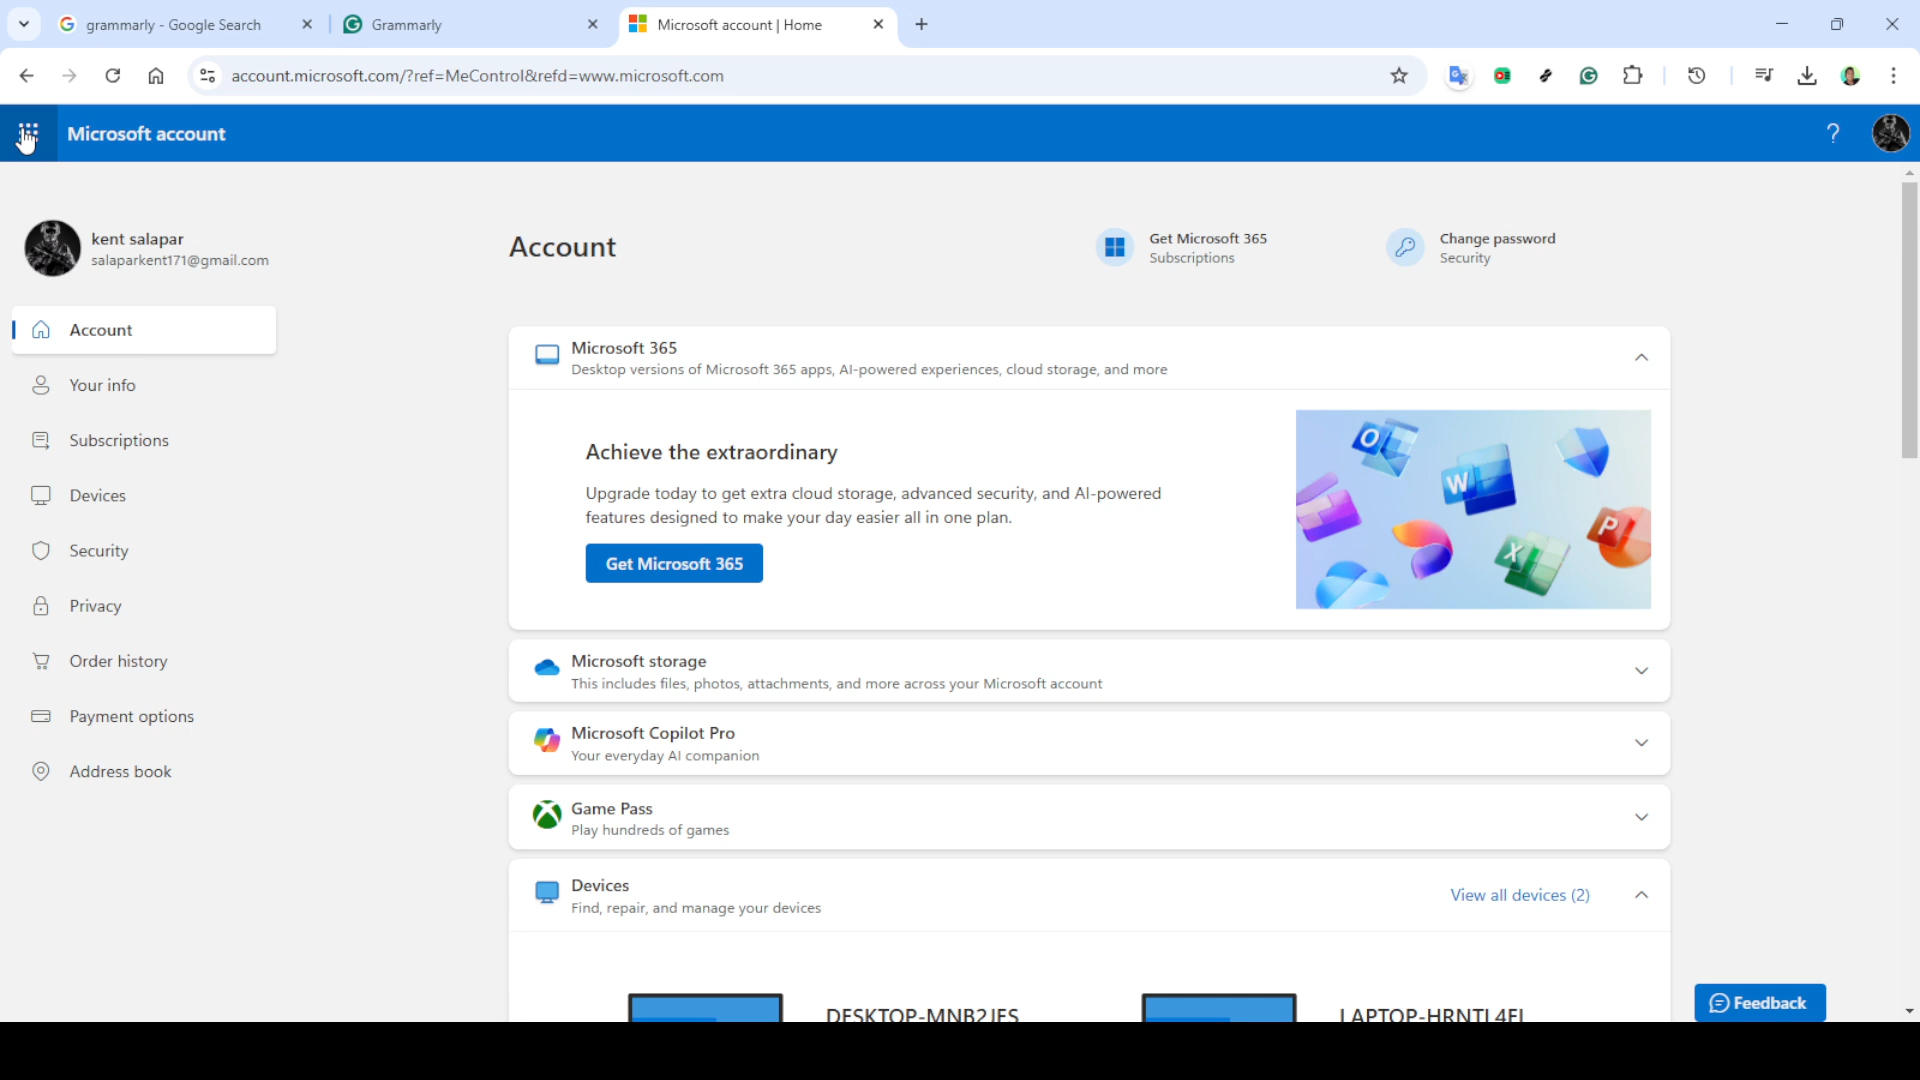 grammarly - Google Search
Grammarly
Microsoft account | Home
account.microsoft.com/?ref=MeControl&refd=www.microsoft.com
Microsoft account
?
kent salapar
salaparkent171@gmail.com
Account
Your info
Subscriptions
Devices
Security
Privacy
Order history
Payment options
Address book
Account
Get Microsoft 365
Subscriptions
Change password
Security
Microsoft 365
Desktop versions of Microsoft 365 apps, AI-powered experiences, cloud storage, and more
Achieve the extraordinary
Upgrade today to get extra cloud storage, advanced security, and AI-powered
features designed to make your day easier all in one plan.
Get Microsoft 365
O
W
P
X
Microsoft storage
This includes files, photos, attachments, and more across your Microsoft account
Microsoft Copilot Pro
Your everyday AI companion
Game Pass
Play hundreds of games
Devices
Find, repair, and manage your devices
View all devices (2)
DESKTOP-MNB2JES
LAPTOP-HRNTL4FL
Feedback